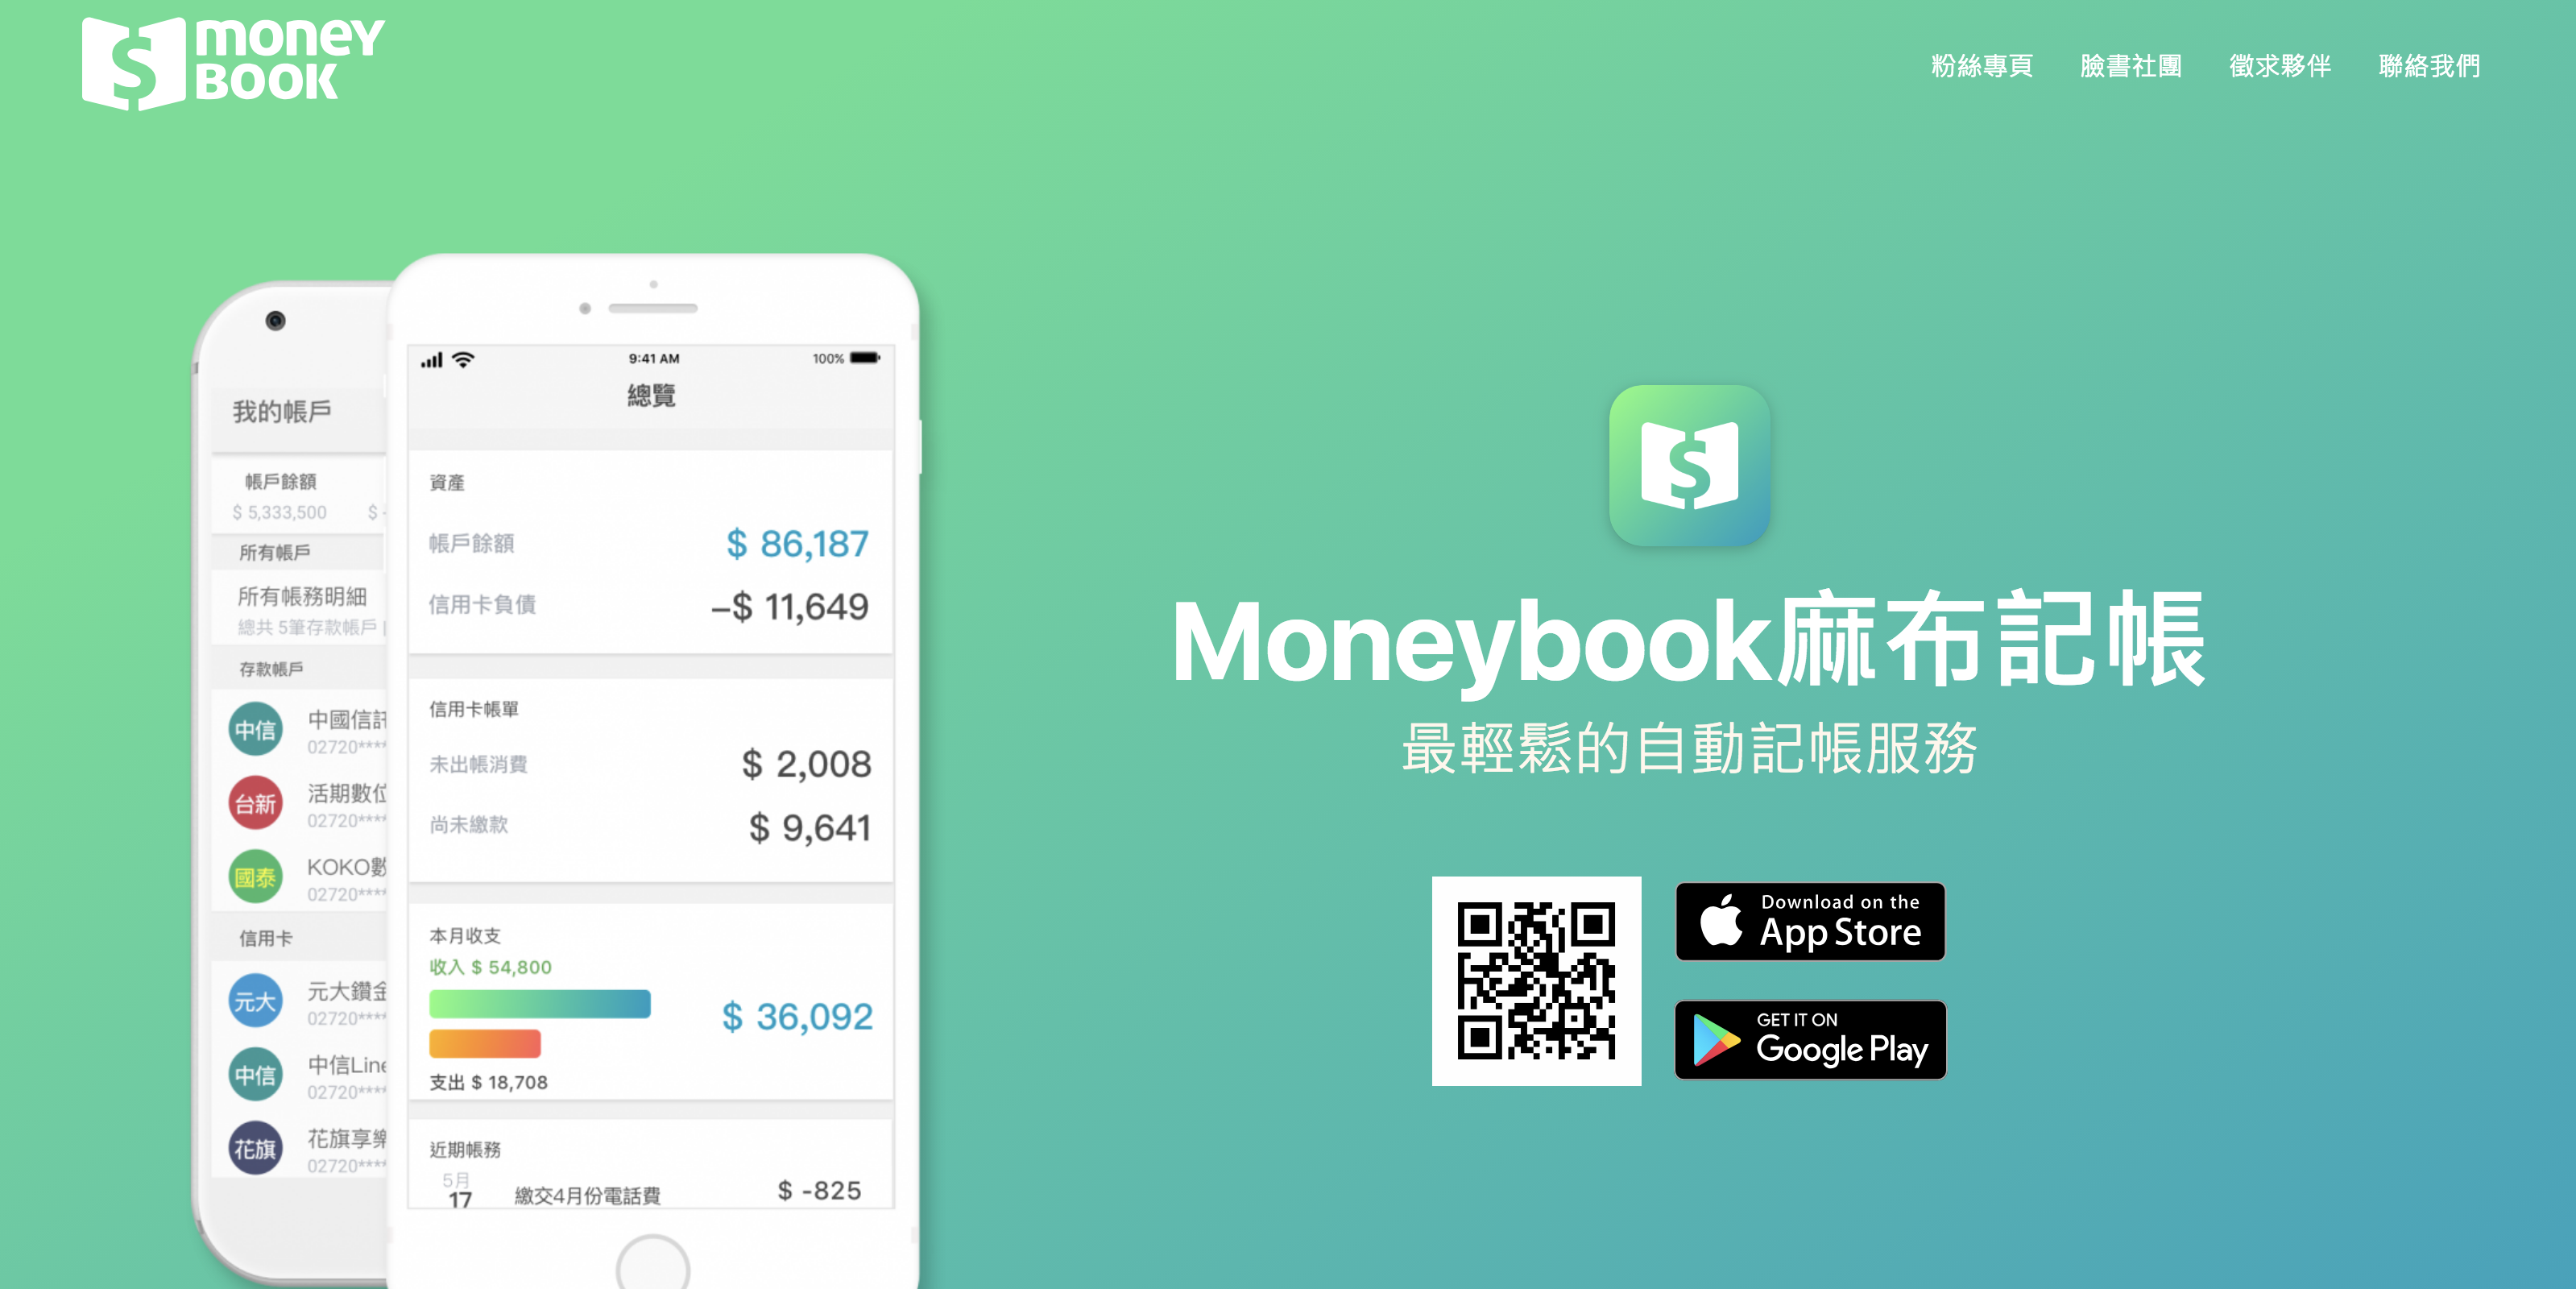 money
BOOK
粉絲專頁 臉書社團 徵求夥伴 聯絡我們
我的帳戶
帳戶餘額
$ 5,333,500 $ -
所有帳戶
所有帳務明細
總共 5筆存款帳戶 |
存款帳戶
中信 中國信託
02720****
台新 活期數位
02720****
國泰 KOKO數
02720****
信用卡
元大 元大鑽金
02720****
中信 中信Line
02720****
花旗 花旗享樂
02720****
9:41 AM 100%
總覽
資產
帳戶餘額 $ 86,187
信用卡負債 –$ 11,649
信用卡帳單
未出帳消費 $ 2,008
尚未繳款 $ 9,641
本月收支
收入 $ 54,800
$ 36,092
支出 $ 18,708
近期帳務
5月
17 繳交4月份電話費 $ -825
Moneybook麻布記帳
最輕鬆的自動記帳服務
Download on the
App Store
GET IT ON
Google Play